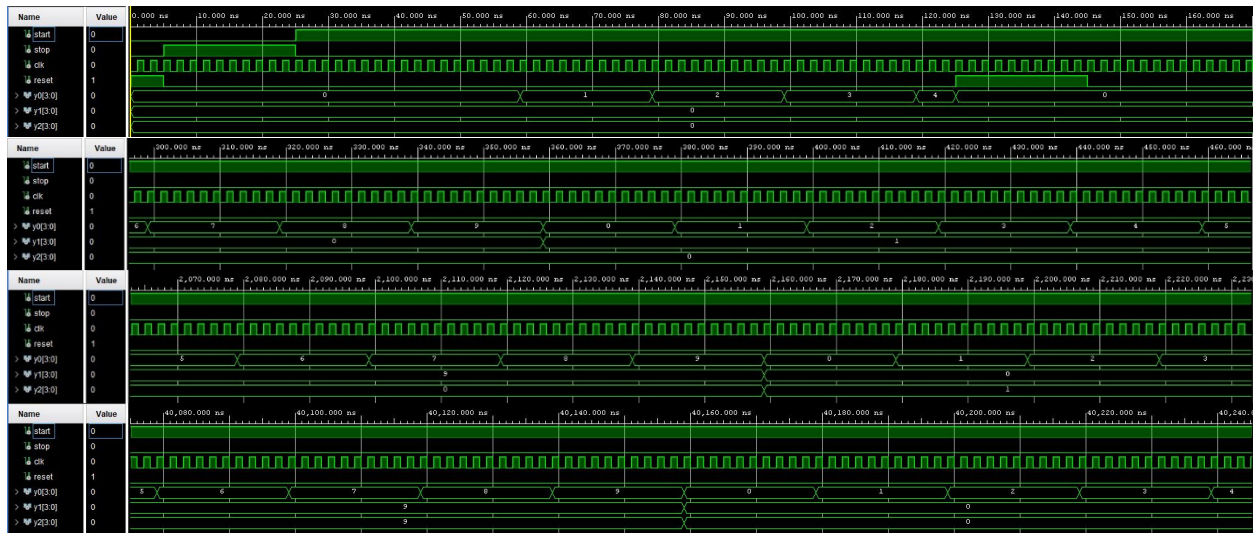 Name Value 0.000 ns 10.000 ns 20.000 ns 30.000 ns 40.000 ns 50.000 ns 60.000 ns 70.000 ns 80.000 ns 90.000 ns 100.000 ns 110.000 ns 120.000 ns 130.000 ns 140.000 ns 150.000 ns 160.000 ns
start 0
stop 0
clk 0
reset 1
y0[3:0] 0 0 1 2 3 4 0
y1[3:0] 0 0
y2[3:0] 0 0
Name Value 300.000 ns 310.000 ns 320.000 ns 330.000 ns 340.000 ns 350.000 ns 360.000 ns 370.000 ns 380.000 ns 390.000 ns 400.000 ns 410.000 ns 420.000 ns 430.000 ns 440.000 ns 450.000 ns 460.000 n
start 0
stop 0
clk 0
reset 1
y0[3:0] 0 6 7 8 9 0 1 2 3 4 5
y1[3:0] 0 0 1
y2[3:0] 0 0
Name Value 2,070.000 ns 2,080.000 ns 2,090.000 ns 2,100.000 ns 2,110.000 ns 2,120.000 ns 2,130.000 ns 2,140.000 ns 2,150.000 ns 2,160.000 ns 2,170.000 ns 2,180.000 ns 2,190.000 ns 2,200.000 ns 2,210.000 ns 2,220.000 ns 2,23
start 0
stop 0
clk 0
reset 1
y0[3:0] 0 5 6 7 8 9 0 1 2 3
y1[3:0] 0 9 0
y2[3:0] 0 0 1
Name Value 40,080.000 ns 40,100.000 ns 40,120.000 ns 40,140.000 ns 40,160.000 ns 40,180.000 ns 40,200.000 ns 40,220.000 ns 40,240.0
start 0
stop 0
clk 0
reset 1
y0[3:0] 0 5 6 7 8 9 0 1 2 3 4
y1[3:0] 0 9 0
y2[3:0] 0 9 0